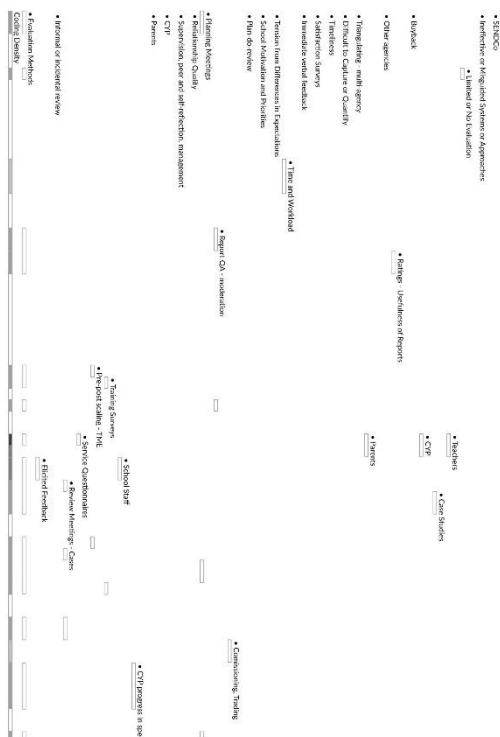 SENDCo
• Ineffective or Misguided Systems or Approaches
• Limited or No Evaluation
• Teachers
• Case Studies
• CYP
• Buyback
• Ratings - Usefulness of Reports
• Other agencies
• Parents
• Triangulating - multi agency
• Difficult to Capture or Quantify
• Timeliness
• Satisfaction Surveys
• Immediate verbal feedback
• Time and Workload
• Tension from Differences in Expectations
• School Motivation and Priorities
• Plan do review
• Comissioning, Trading
• Report QA - moderation
• Planning Meetings
• Relationship Quality
• Supervision, peer and self-reflection, management
• CYP
• Parents
• CYP progress in spe
• School Staff
• Training Surveys
• Pre-post scaling - TME
• Service Questionnaires
• Review Meetings - Cases
• Informal or incidental review
• Elicited Feedback
• Evaluation Methods
Coding Density